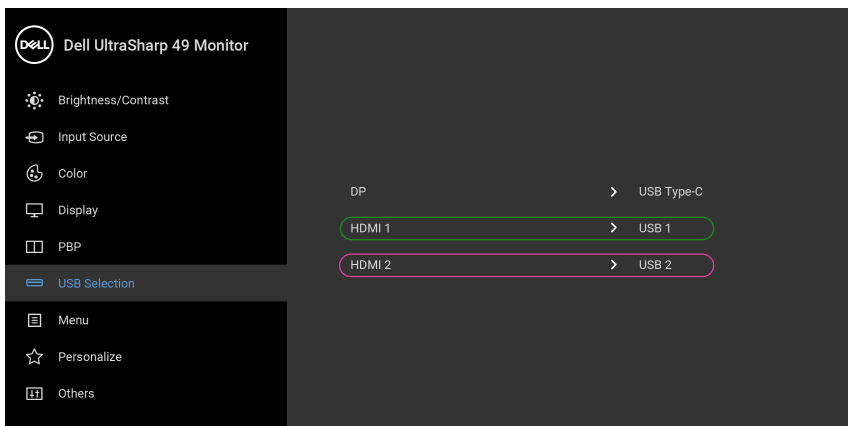 DELL
Dell UltraSharp 49 Monitor
Brightness/Contrast
Input Source
Color
Display
PBP
USB Selection
Menu
Personalize
Others
DP USB Type-C
HDMI 1 USB 1
HDMI 2 USB 2